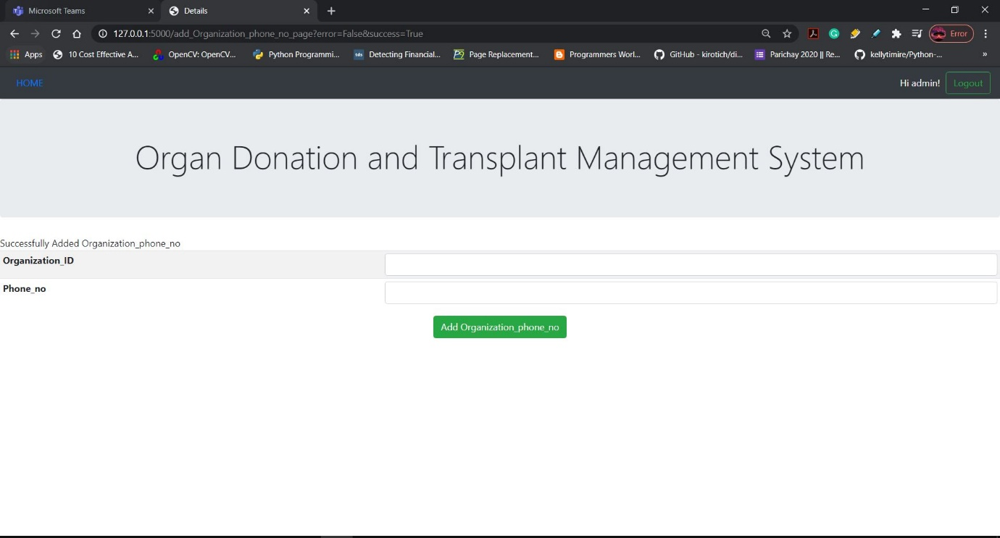 Microsoft Teams
Details
127.0.0.1:5000/add_Organization_phone_no_page?error=False&success=True
Error
Apps
10 Cost Effective A...
OpenCV: OpenCV...
Python Programmi...
tds
Detecting Financial...
Page Replacement...
Programmers Worl...
GitHub - kirotich/di...
Parichay 2020 || Re...
kellytimire/Python-...
»
HOME
Hi admin!
Logout
Organ Donation and Transplant Management System
Successfully Added Organization_phone_no
Organization_ID
Phone_no
Add Organization_phone_no